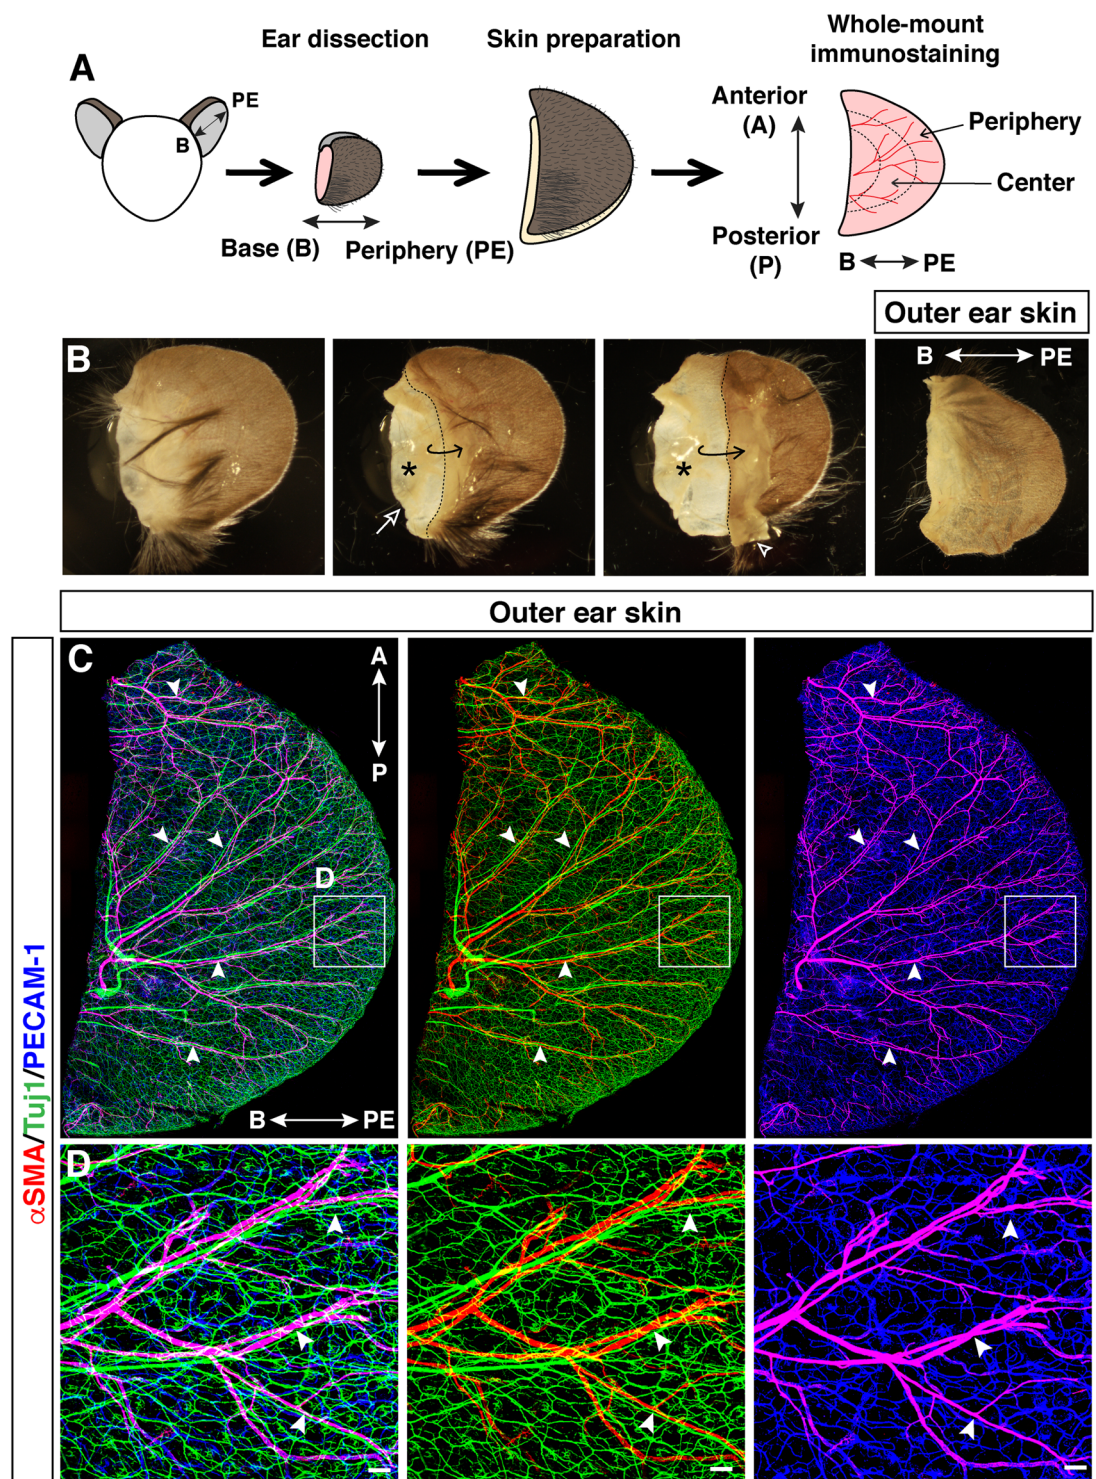 A
Ear dissection
Skin preparation
Whole-mount
immunostaining
PE
B
Base (B)
Periphery (PE)
Anterior
(A)
Posterior
(P)
Periphery
Center
B
PE
Outer ear skin
B
*
*
B
PE
Outer ear skin
αSMA/Tuj1/PECAM-1
C
A
P
D
B
PE
D